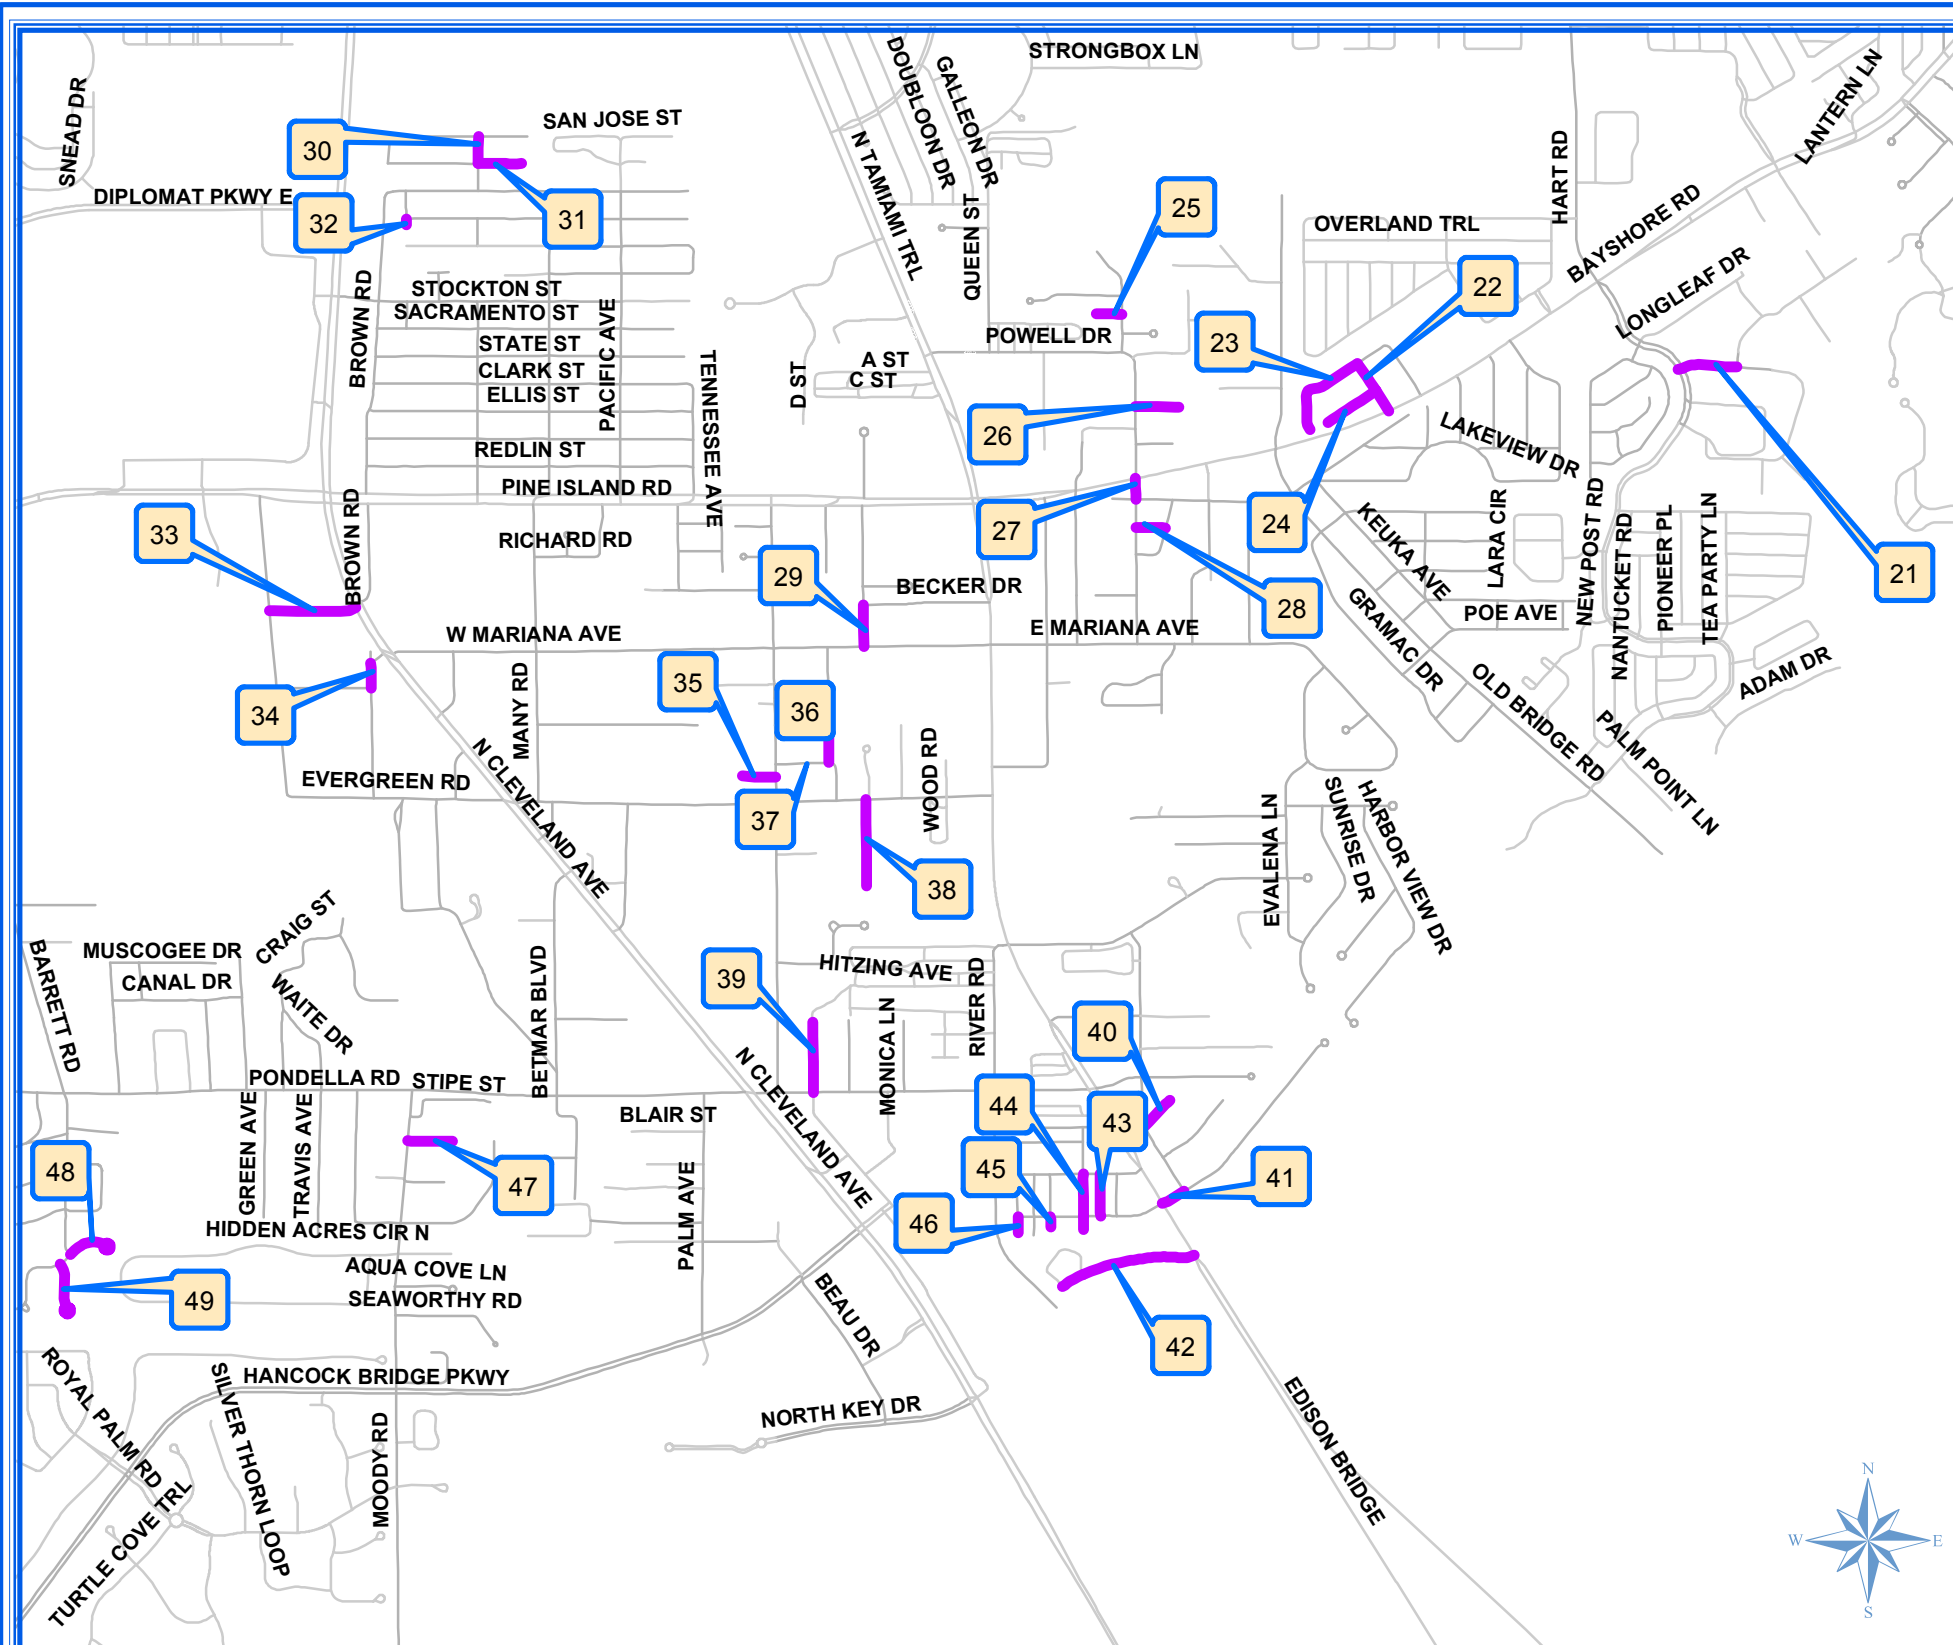 STRONGBOX LN
DOUBLOON DR
GALLEON DR
LANTERN LN
SNEAD DR
SAN JOSE ST
30
N TAMIAMI TRL
HART RD
DIPLOMAT PKWY E
32
31
25
QUEEN ST
OVERLAND TRL
BAYSHORE RD
LONGLEAF DR
22
BROWN RD
STOCKTON ST
SACRAMENTO ST
PACIFIC AVE
STATE ST
CLARK ST
ELLIS ST
TENNESSEE AVE
D ST
A ST
C ST
POWELL DR
23
26
LAKEVIEW DR
REDLIN ST
PINE ISLAND RD
BROWN RD
27
24
KEUKA AVE
LARA CIR
NEW POST RD
NANTUCKET RD
PIONEER PL
TEA PARTY LN
21
33
RICHARD RD
29
BECKER DR
28
GRAMAC DR
POE AVE
W MARIANA AVE
E MARIANA AVE
35
36
34
MANY RD
OLD BRIDGE RD
ADAM DR
PALM POINT LN
N CLEVELAND AVE
EVERGREEN RD
37
WOOD RD
EVALENA LN
SUNRISE DR
HARBOR VIEW DR
38
CRAIG ST
BARRETT RD
MUSCOGEE DR
CANAL DR
WAITE DR
BETMAR BLVD
39
HITZING AVE
MONICA LN
RIVER RD
40
PONDELLA RD
STIPE ST
N CLEVELAND AVE
BLAIR ST
44
43
GREEN AVE
TRAVIS AVE
48
47
45
41
PALM AVE
46
HIDDEN ACRES CIR N
AQUA COVE LN
SEAWORTHY RD
49
BEAU DR
42
ROYAL PALM RD
SILVER THORN LOOP
HANCOCK BRIDGE PKWY
MOODY RD
NORTH KEY DR
EDISON BRIDGE
TURTLE COVE TRL
N
W
E
S